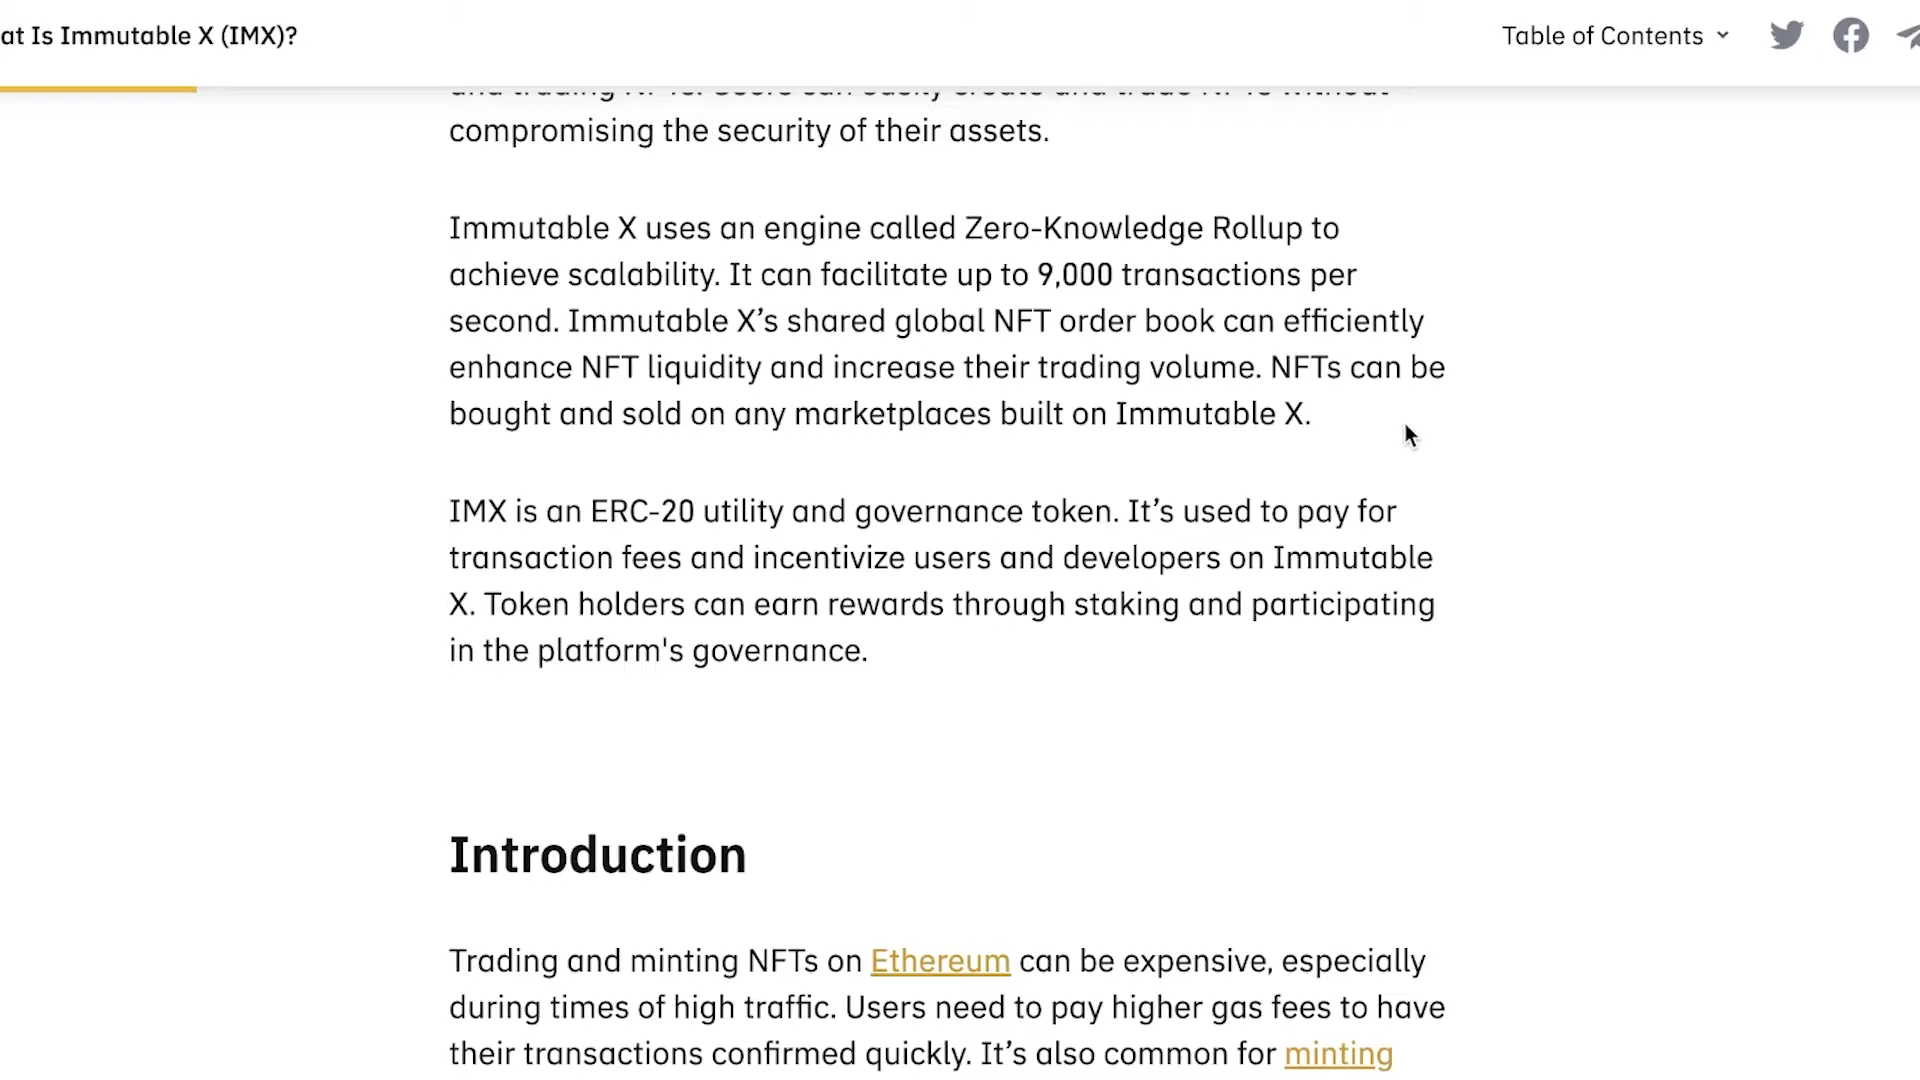 at Is Immutable X (IMX)?
Table of Contents
compromising the security of their assets.
Immutable X uses an engine called Zero-Knowledge Rollup to
achieve scalability. It can facilitate up to 9,000 transactions per
second. Immutable X’s shared global NFT order book can efficiently
enhance NFT liquidity and increase their trading volume. NFTs can be
bought and sold on any marketplaces built on Immutable X.
IMX is an ERC-20 utility and governance token. It’s used to pay for
transaction fees and incentivize users and developers on Immutable
X. Token holders can earn rewards through staking and participating
in the platform's governance.
Introduction
Trading and minting NFTs on Ethereum can be expensive, especially
during times of high traffic. Users need to pay higher gas fees to have
their transactions confirmed quickly. It’s also common for minting